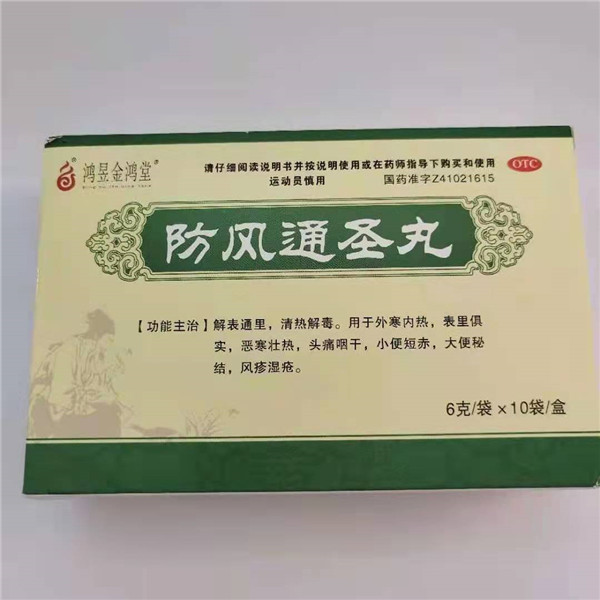 鸿昱金鸿堂
请仔细阅读说明书并按说明使用或在药师指导下购买和使用
OTC
运动员慎用
国药准字Z41021615
防风通圣丸
【功能主治】解表通里，清热解毒。用于外寒内热，表里俱
实，恶寒壮热，头痛咽干，小便短赤，大便秘
结，风疹湿疮。
6克/袋×10袋/盒